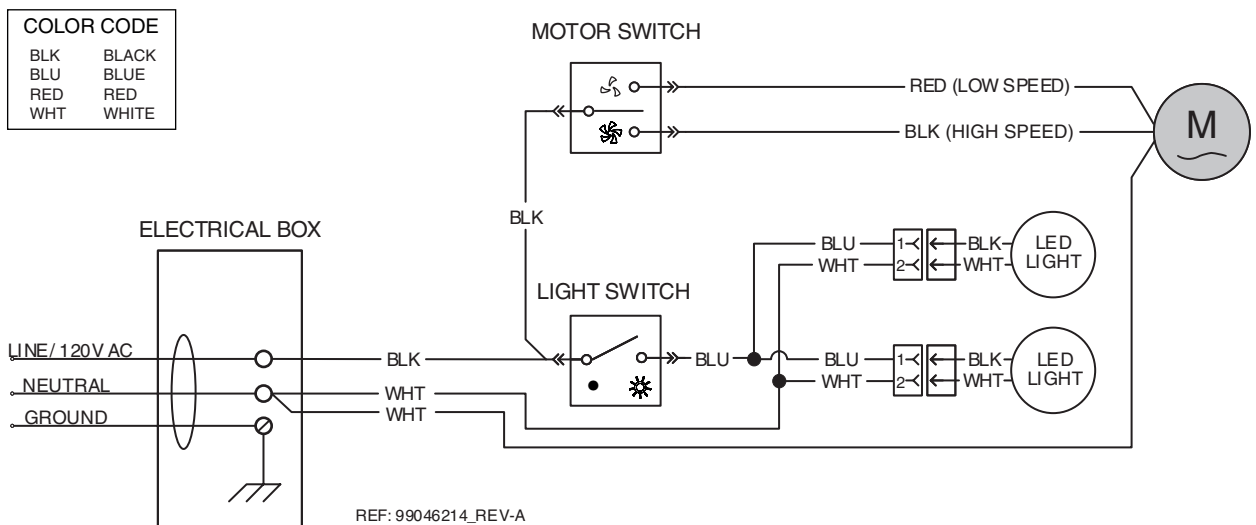 COLOR CODE
BLK BLACK
BLU BLUE
RED RED
WHT WHITE
MOTOR SWITCH
RED (LOW SPEED)
BLK (HIGH SPEED)
M
BLK
ELECTRICAL BOX
LIGHT SWITCH
BLU 1 BLK
WHT 2 WHT
LED
LIGHT
LINE/120V AC
NEUTRAL
GROUND
BLK
WHT
WHT
BLU
BLU 1 BLK
WHT 2 WHT
LED
LIGHT
REF: 99046214_REV-A